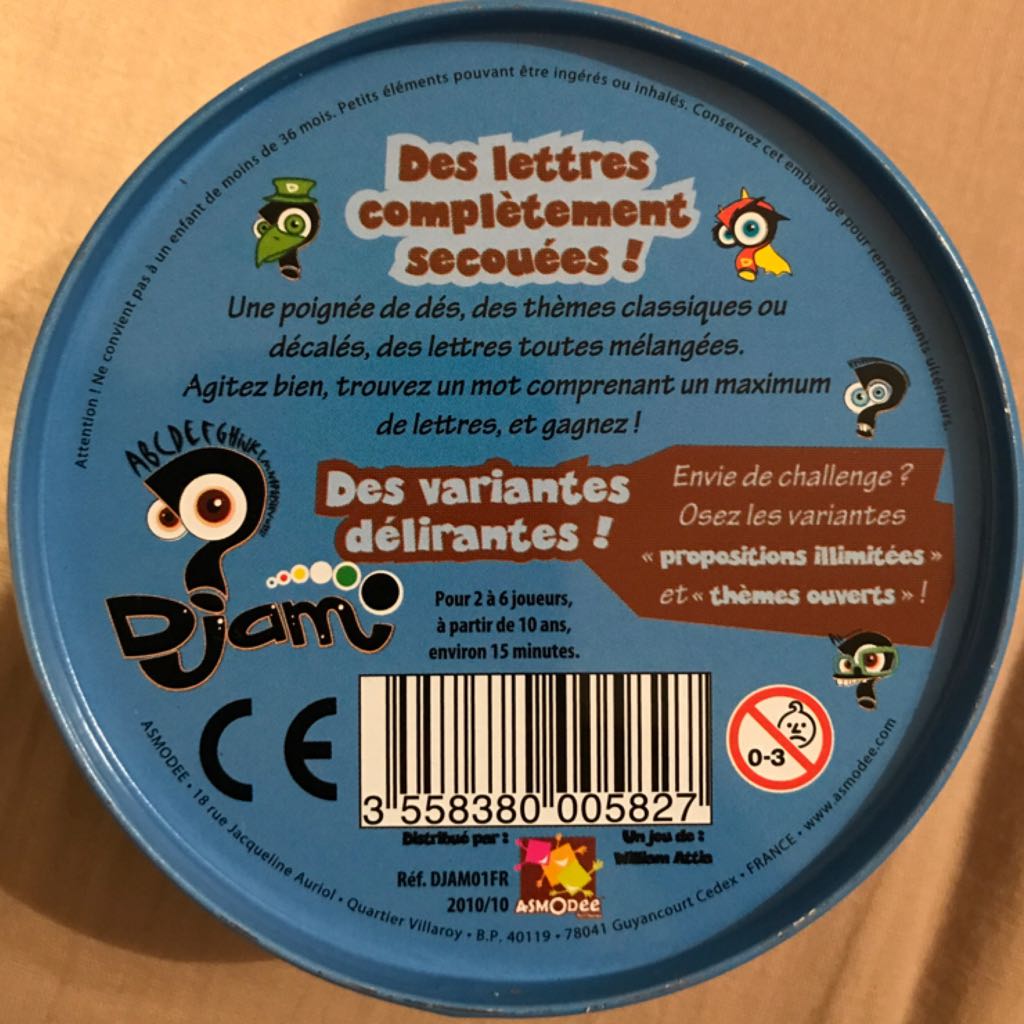 Attention ! Ne convient pas à un enfant de moins de 36 mois. Petits éléments pouvant être ingérés ou inhalés. Conservez cet emballage pour renseignements ultérieurs.
Des lettres
complètement
secouées !
D
D
Une poignée de dés, des thèmes classiques ou
décalés, des lettres toutes mélangées.
Agitez bien, trouvez un mot comprenant un maximum
de lettres, et gagnez !
Des variantes
délirantes !
Envie de challenge ?
Osez les variantes
« propositions illimitées »
et « thèmes ouverts » !
Djam
Pour 2 à 6 joueurs,
à partir de 10 ans,
environ 15 minutes.
CE
0-3
3 558380 005827
Distribué par :
Un jeu de :
William Attia
Réf. DJAM01FR
2010/10
ASMODEE
ASMODEE • 18 rue Jacqueline Auriol • Quartier Villaroy • B.P. 40119 • 78041 Guyancourt Cedex • FRANCE • www.asmodee.com